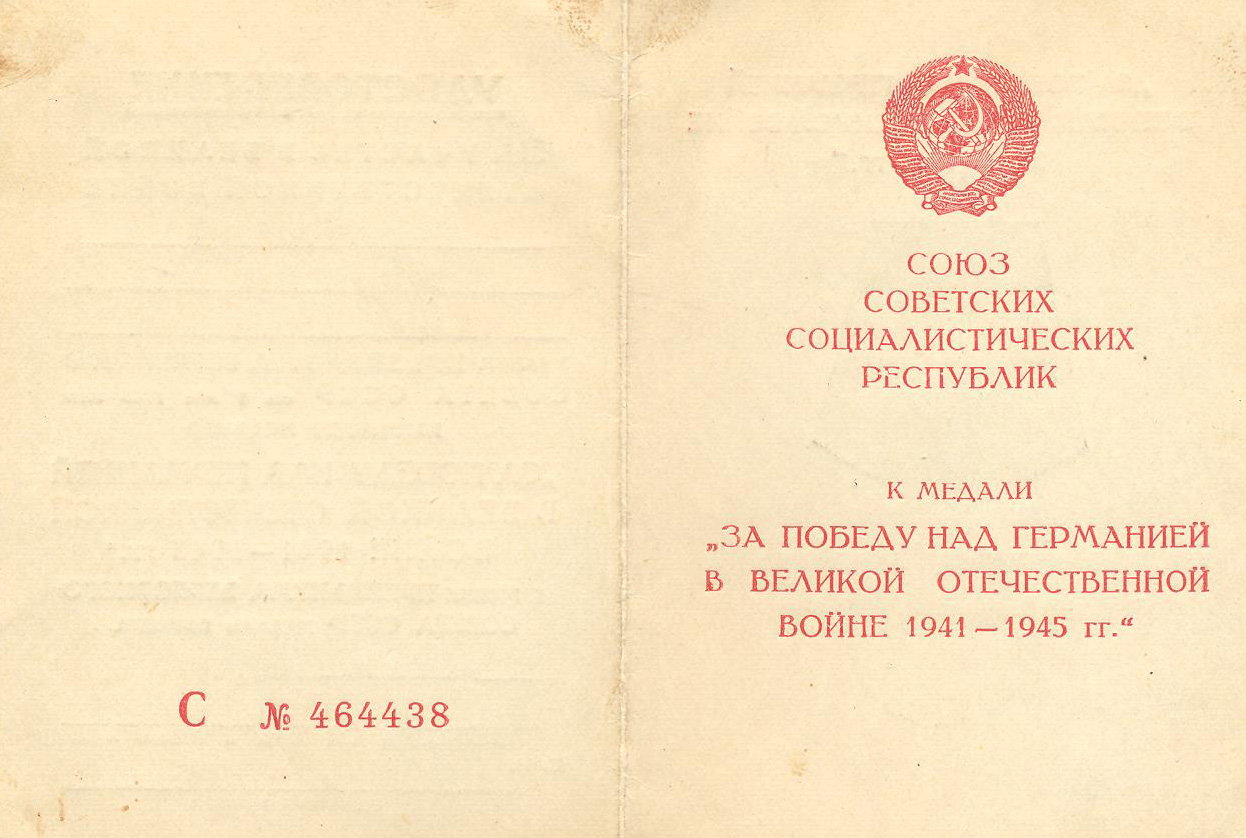 С № 464438
СОЮЗ
СОВЕТСКИХ
СОЦИАЛИСТИЧЕСКИХ
РЕСПУБЛИК
К МЕДАЛИ
„ЗА ПОБЕДУ НАД ГЕРМАНИЕЙ
В ВЕЛИКОЙ ОТЕЧЕСТВЕННОЙ
ВОЙНЕ 1941—1945 гг.“